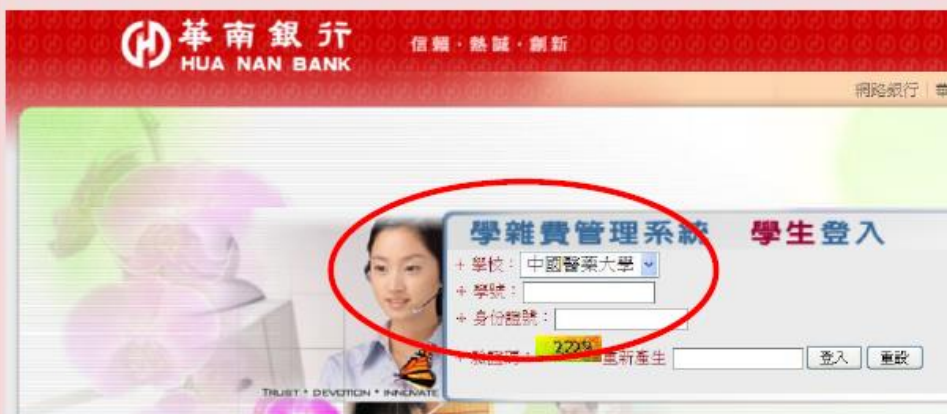 華南銀行
HUA NAN BANK
信賴・熱誠・創新
網路銀行 |
學雜費管理系統 學生登入
+ 學校： 中國醫藥大學
+ 學號：
+ 身份證號：
+ 驗證碼： 重新產生 登入 重設
TRUST • DEVOTION • INNOVATE